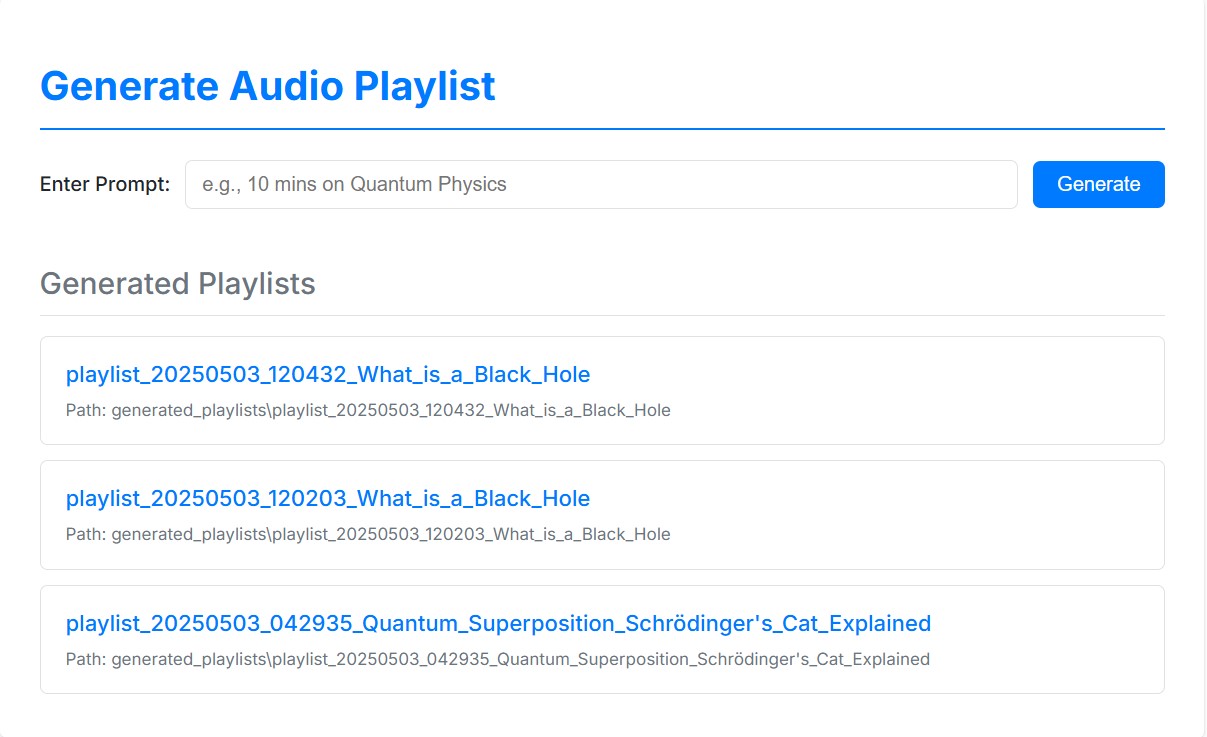 Generate Audio Playlist
Enter Prompt: e.g., 10 mins on Quantum Physics Generate
Generated Playlists
playlist_20250503_120432_What_is_a_Black_Hole
Path: generated_playlists\playlist_20250503_120432_What_is_a_Black_Hole
playlist_20250503_120203_What_is_a_Black_Hole
Path: generated_playlists\playlist_20250503_120203_What_is_a_Black_Hole
playlist_20250503_042935_Quantum_Superposition_Schrödinger's_Cat_Explained
Path: generated_playlists\playlist_20250503_042935_Quantum_Superposition_Schrödinger's_Cat_Explained